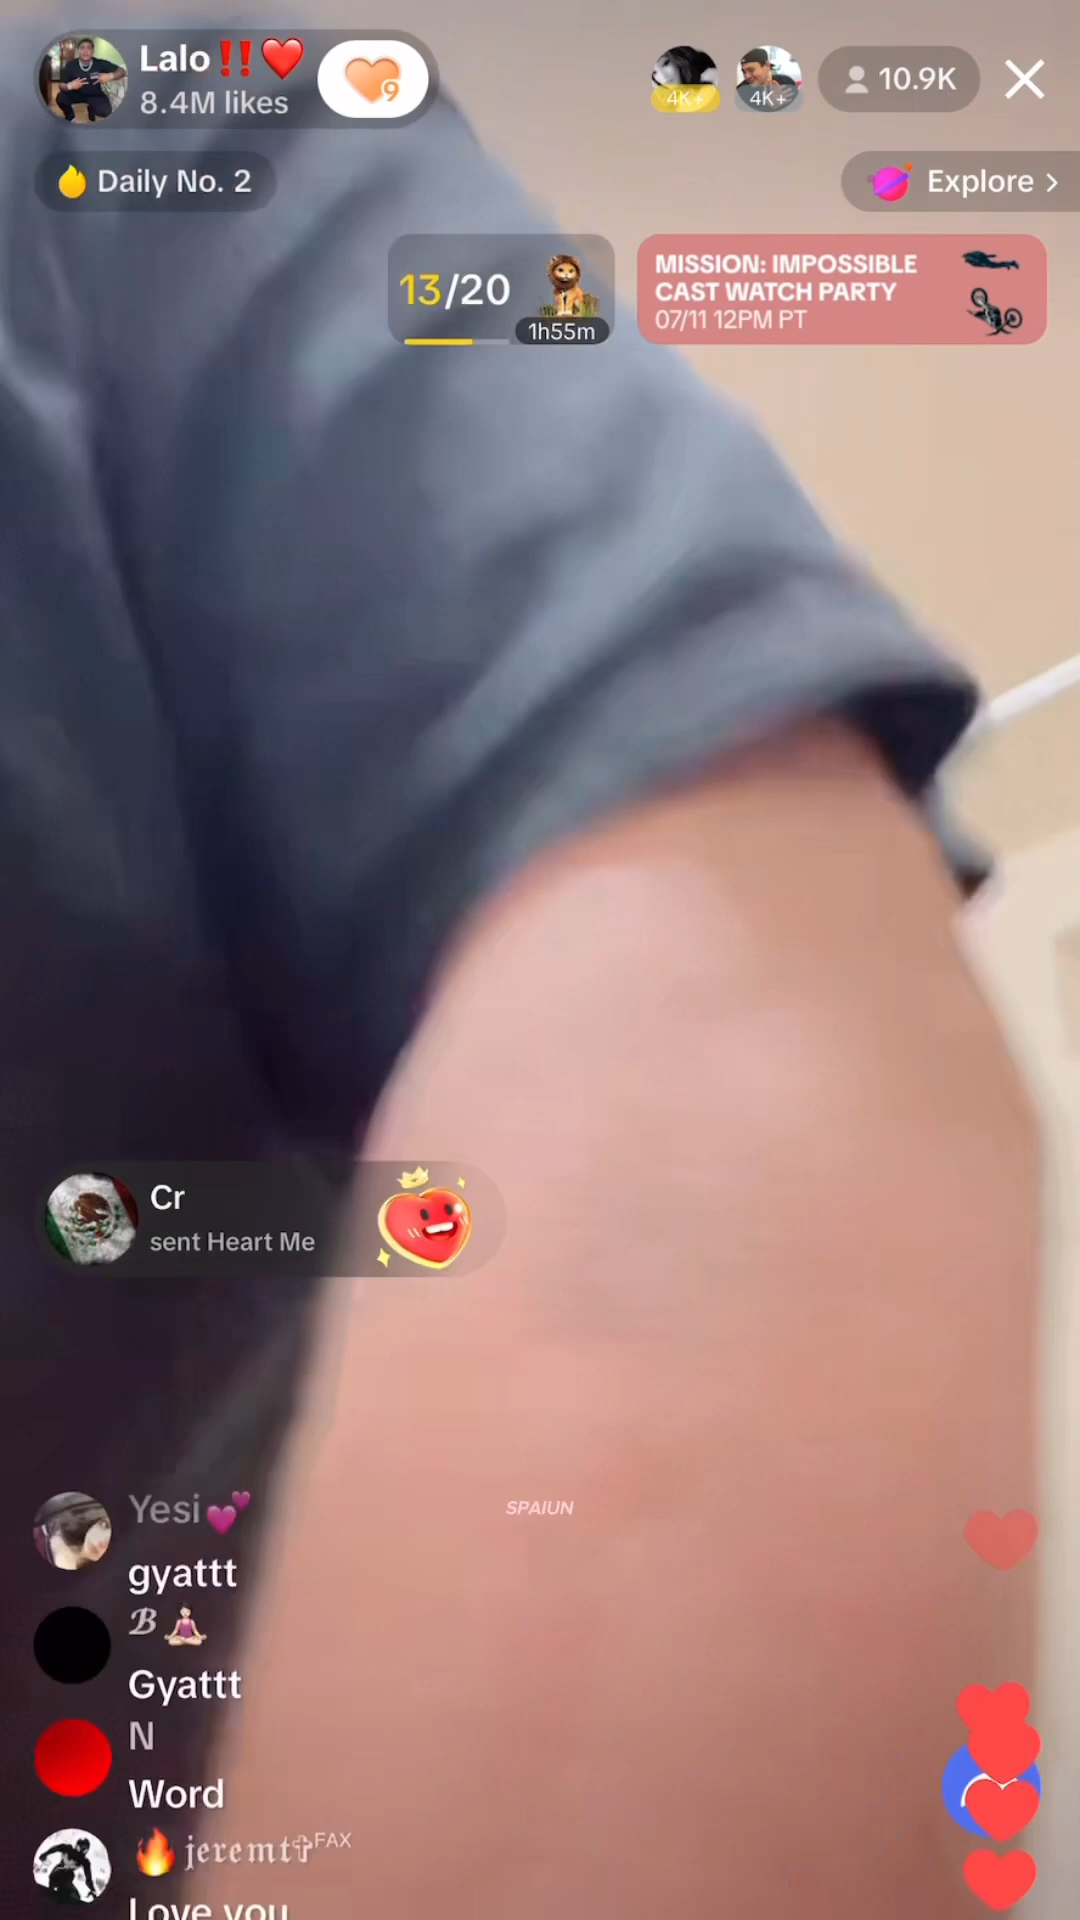 Lalo‼️❤️
8.4M likes
9
4K+
4K+
10.9K
Daily No. 2
Explore >
13/20
1h55m
MISSION: IMPOSSIBLE
CAST WATCH PARTY
07/11 12PM PT
Cr
sent Heart Me
SPAIUN
Yesi💕
gyattt
ℬ🧘🏻‍♀️
Gyattt
N
Word
🔥 𝔧𝔢𝔯𝔢𝔪𝔱✞ᶠᴬˣ
Love you